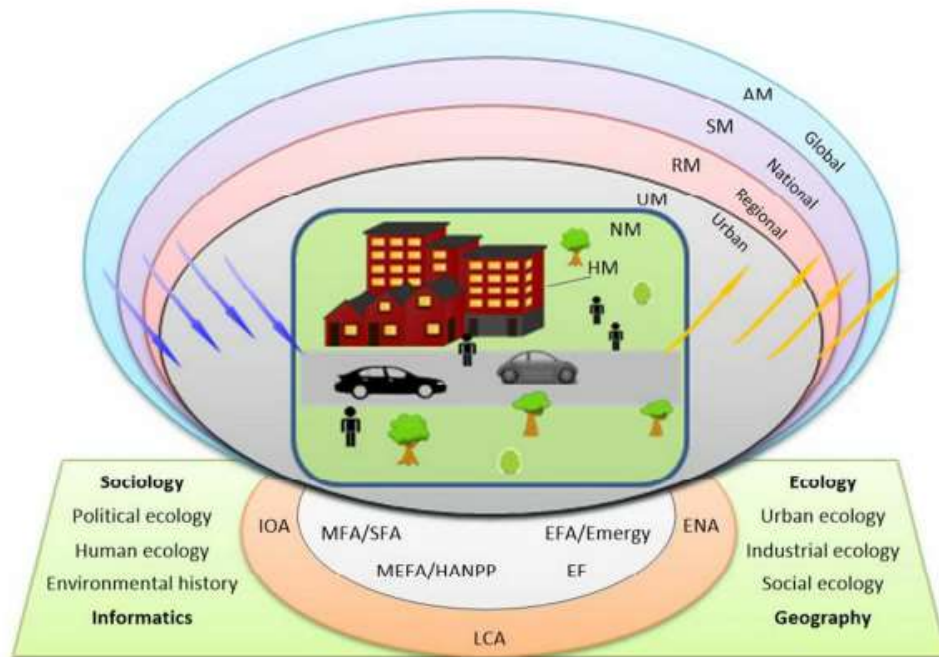 AM
Global
SM
National
RM
Regional
UM
Urban
NM
HM
Sociology
Political ecology
Human ecology
Environmental history
Informatics
IOA
MFA/SFA
EFA/Emergy
ENA
MEFA/HANPP
EF
LCA
Ecology
Urban ecology
Industrial ecology
Social ecology
Geography